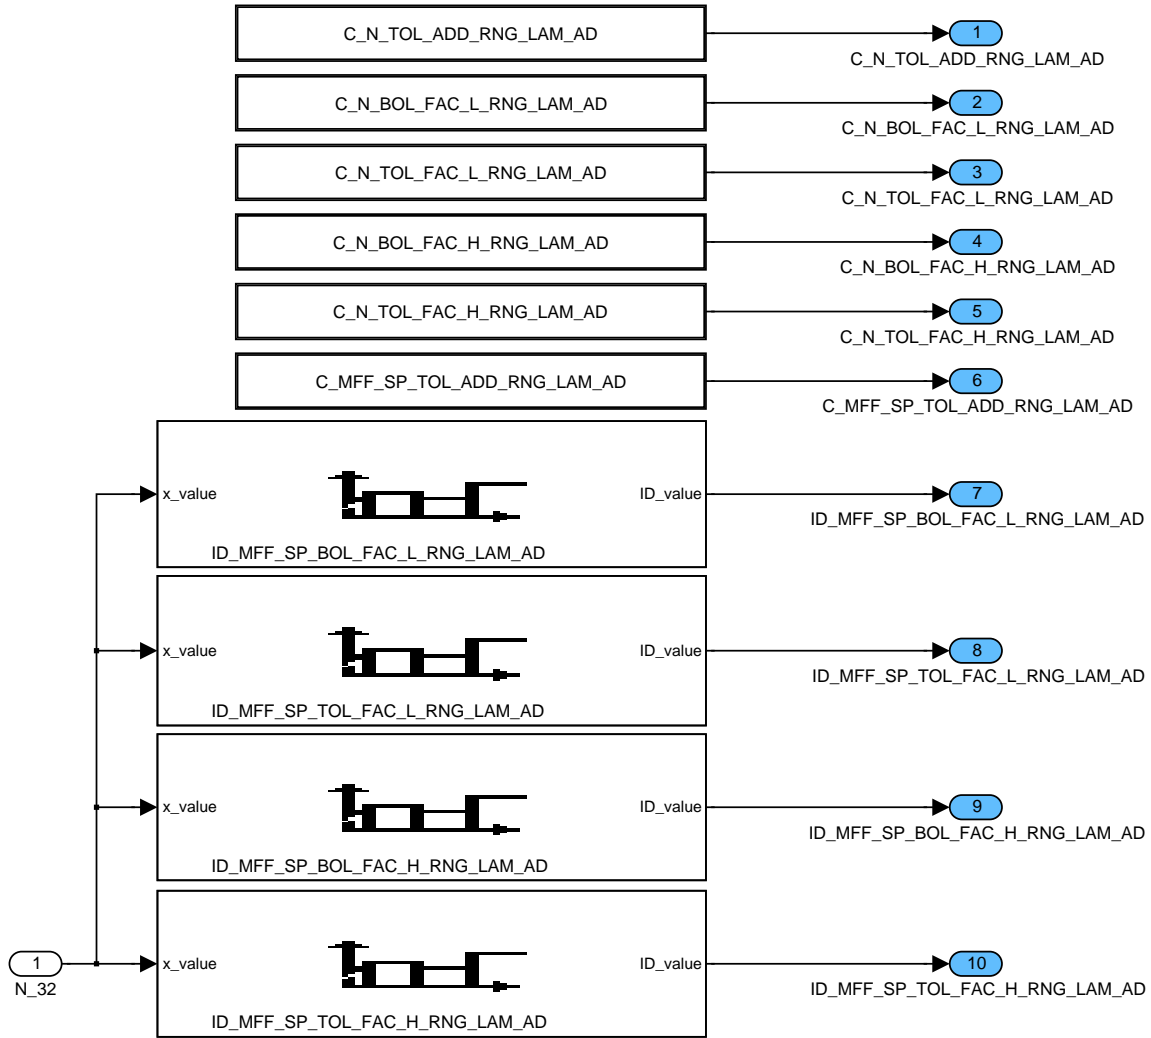 C_N_TOL_ADD_RNG_LAM_AD
1
C_N_TOL_ADD_RNG_LAM_AD
C_N_BOL_FAC_L_RNG_LAM_AD
2
C_N_BOL_FAC_L_RNG_LAM_AD
C_N_TOL_FAC_L_RNG_LAM_AD
3
C_N_TOL_FAC_L_RNG_LAM_AD
C_N_BOL_FAC_H_RNG_LAM_AD
4
C_N_BOL_FAC_H_RNG_LAM_AD
C_N_TOL_FAC_H_RNG_LAM_AD
5
C_N_TOL_FAC_H_RNG_LAM_AD
C_MFF_SP_TOL_ADD_RNG_LAM_AD
6
C_MFF_SP_TOL_ADD_RNG_LAM_AD
x_value
ID_value
7
ID_MFF_SP_BOL_FAC_L_RNG_LAM_AD
ID_MFF_SP_BOL_FAC_L_RNG_LAM_AD
x_value
ID_value
8
ID_MFF_SP_TOL_FAC_L_RNG_LAM_AD
ID_MFF_SP_TOL_FAC_L_RNG_LAM_AD
x_value
ID_value
9
ID_MFF_SP_BOL_FAC_H_RNG_LAM_AD
ID_MFF_SP_BOL_FAC_H_RNG_LAM_AD
1
N_32
x_value
ID_value
10
ID_MFF_SP_TOL_FAC_H_RNG_LAM_AD
ID_MFF_SP_TOL_FAC_H_RNG_LAM_AD